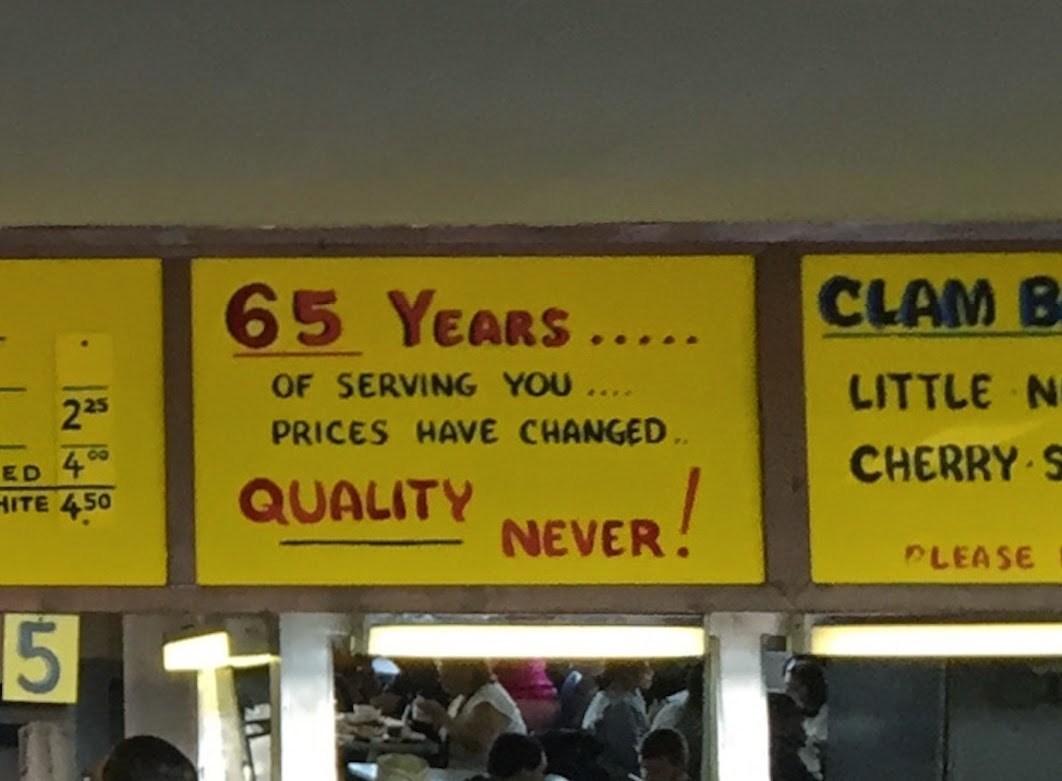 2 25
ED 4 00
HITE 4.50
65 YEARS.....
OF SERVING YOU ....
PRICES HAVE CHANGED..
QUALITY
NEVER!
CLAM B
LITTLE N
CHERRY·S
PLEASE
5